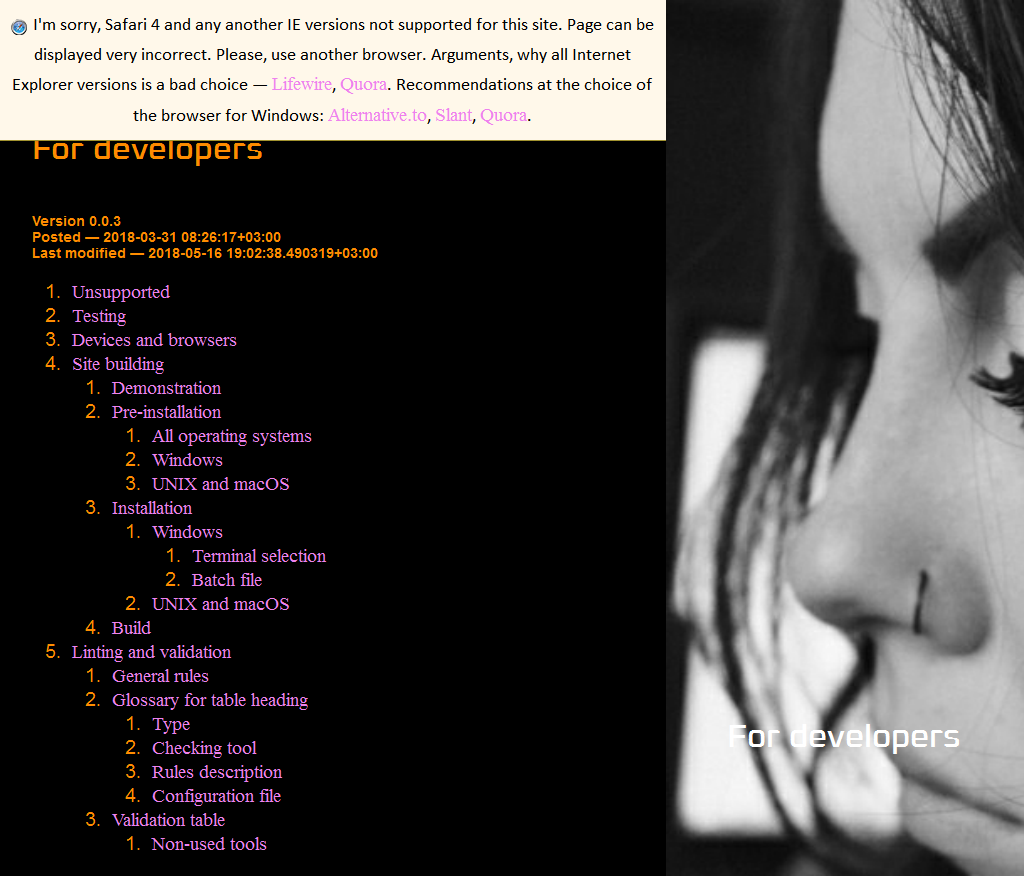 I'm sorry, Safari 4 and any another IE versions not supported for this site. Page can be
displayed very incorrect. Please, use another browser. Arguments, why all Internet
Explorer versions is a bad choice — Lifewire, Quora. Recommendations at the choice of
the browser for Windows: Alternative.to, Slant, Quora.
For developers
Version 0.0.3
Posted — 2018-03-31 08:26:17+03:00
Last modified — 2018-05-16 19:02:38.490319+03:00
1. Unsupported
2. Testing
3. Devices and browsers
4. Site building
1. Demonstration
2. Pre-installation
1. All operating systems
2. Windows
3. UNIX and macOS
3. Installation
1. Windows
1. Terminal selection
2. Batch file
2. UNIX and macOS
4. Build
5. Linting and validation
1. General rules
2. Glossary for table heading
1. Type
2. Checking tool
3. Rules description
4. Configuration file
3. Validation table
1. Non-used tools
For developers